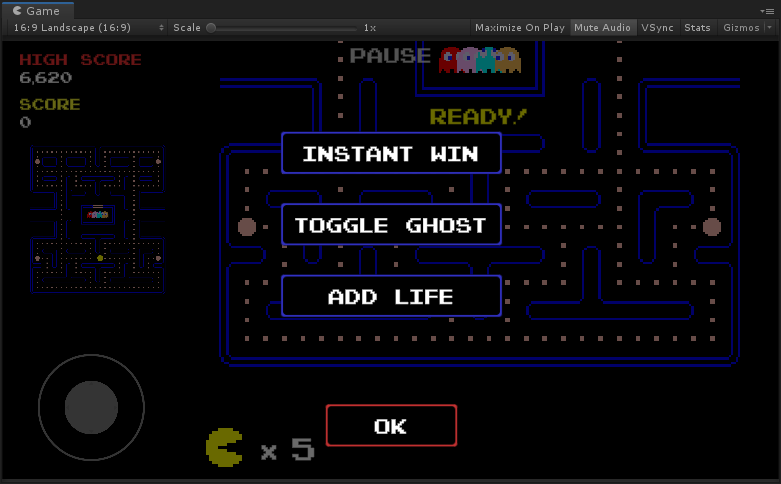 Game
16:9 Landscape (16:9) Scale 1x Maximize On Play Mute Audio VSync Stats Gizmos
HIGH SCORE
6,620
SCORE
0
PAUSE
READY!
INSTANT WIN
TOGGLE GHOST
ADD LIFE
OK
x 5